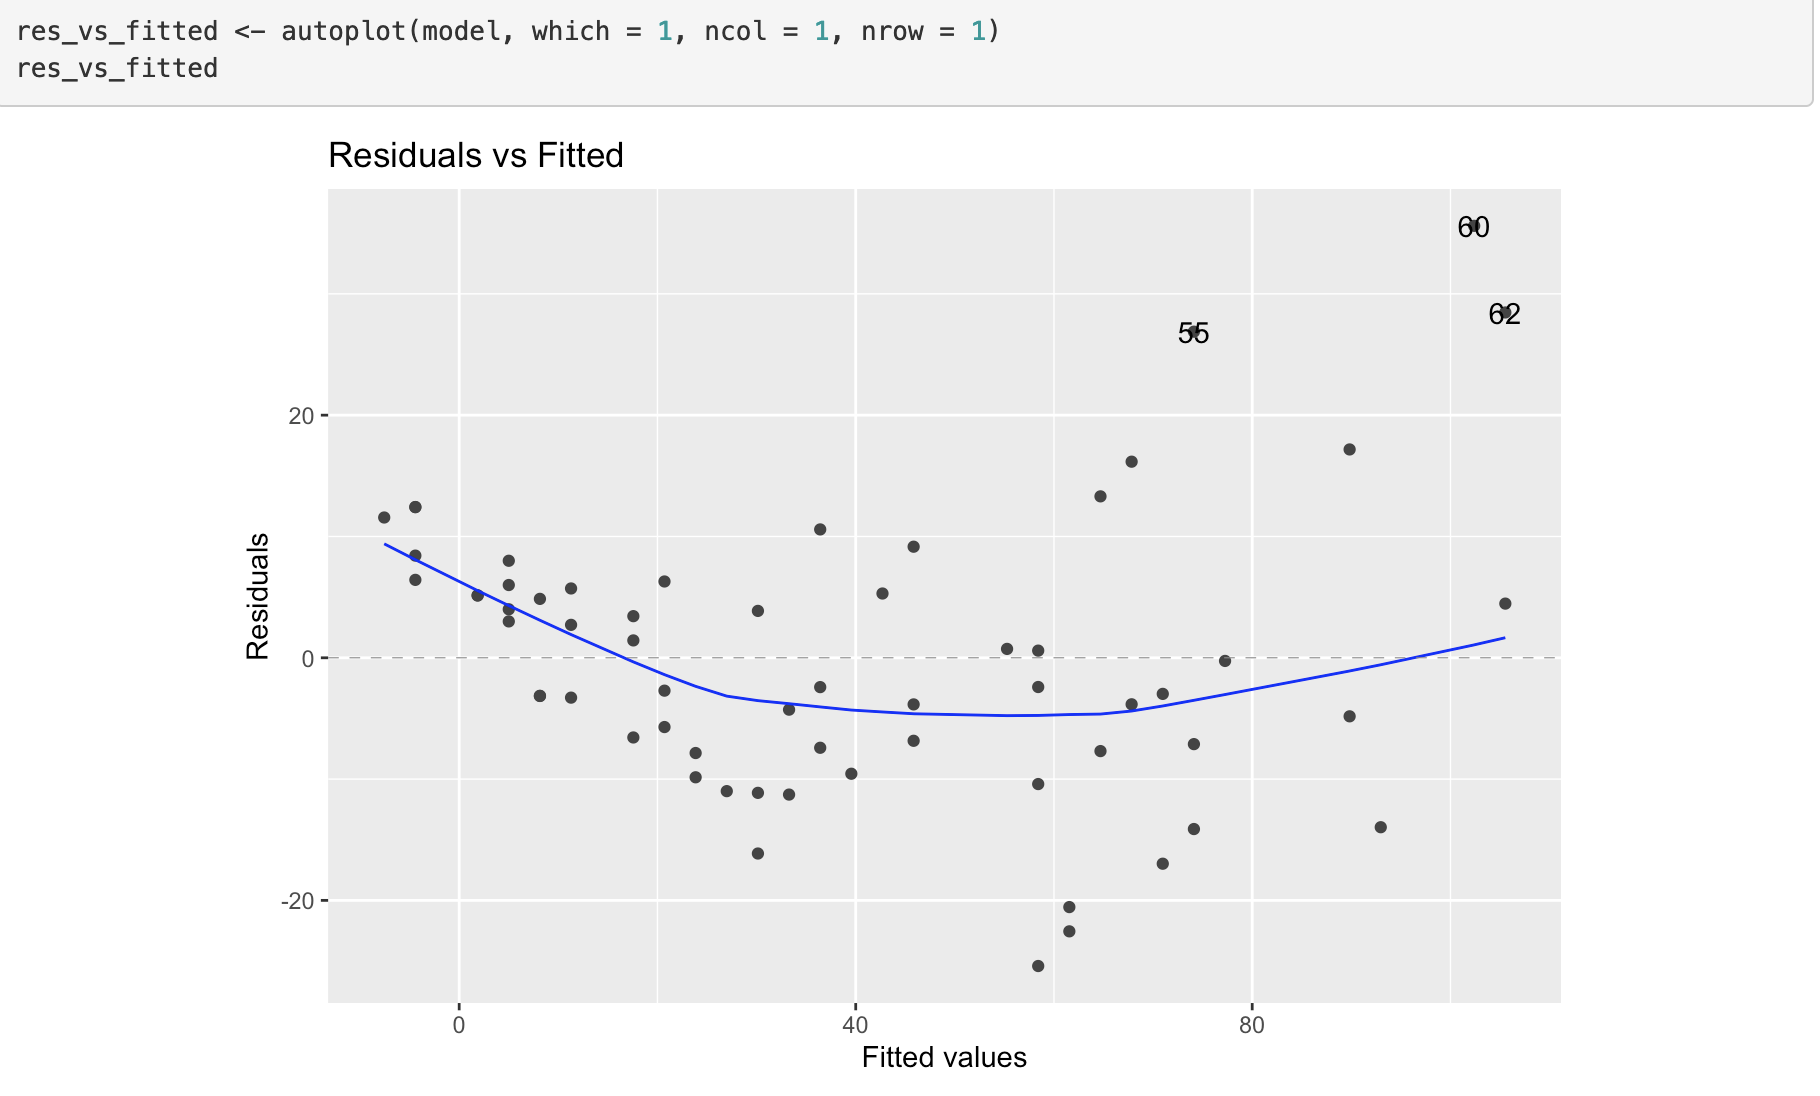 res_vs_fitted <- autoplot(model, which = 1, ncol = 1, nrow = 1)
res_vs_fitted
Residuals vs Fitted
60
62
55
20
0
-20
Residuals
0 40 80
Fitted values